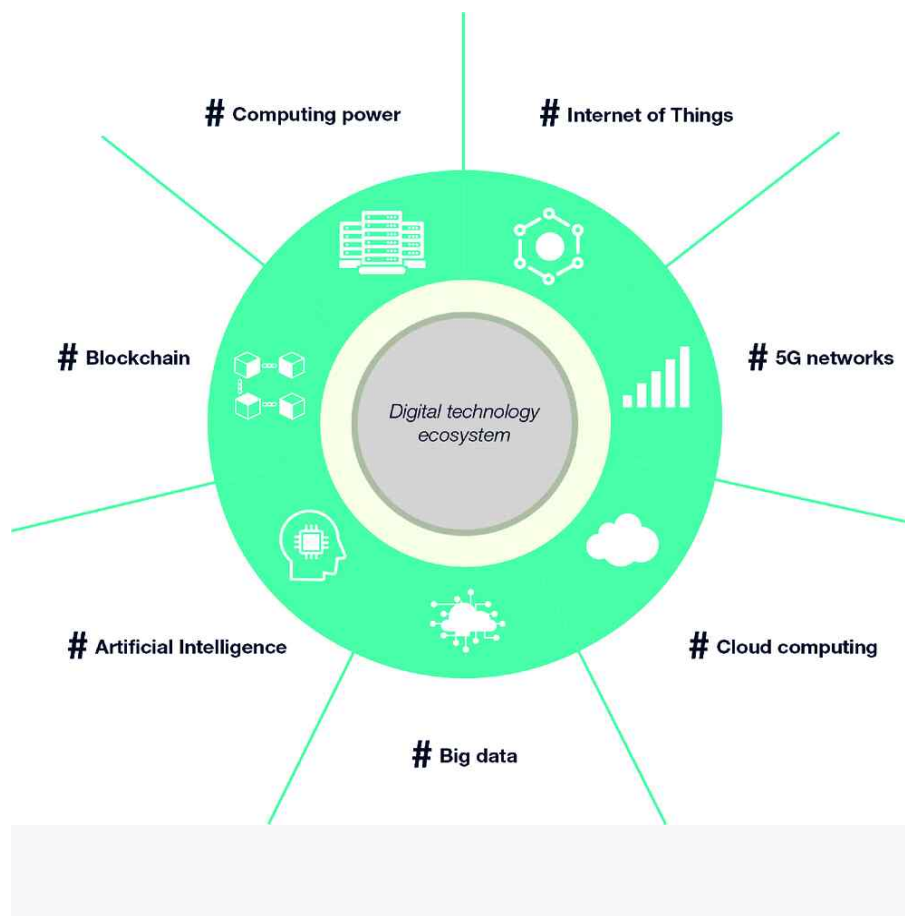 # Computing power
# Internet of Things
# Blockchain
# 5G networks
Digital technology
ecosystem
# Artificial Intelligence
# Cloud computing
# Big data